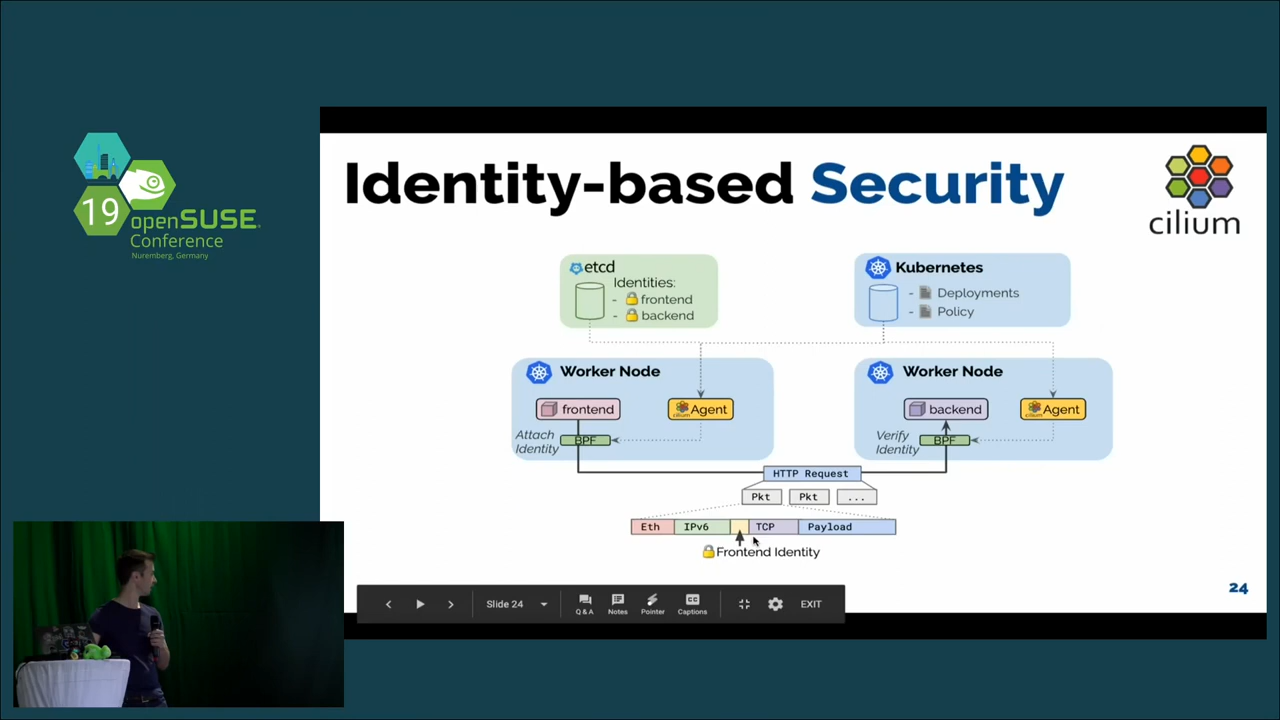 19
openSUSE
Conference
Nuremberg, Germany
Identity-based Security
cilium
etcd
Identities:
- frontend
- backend
Kubernetes
- Deployments
- Policy
Worker Node
frontend
Agent
Attach
Identity
BPF
Worker Node
backend
Agent
Verify
Identity
BPF
HTTP Request
Pkt Pkt ...
Eth IPv6 TCP Payload
Frontend Identity
24
Slide 24
Q & A
Notes
Pointer
Captions
EXIT